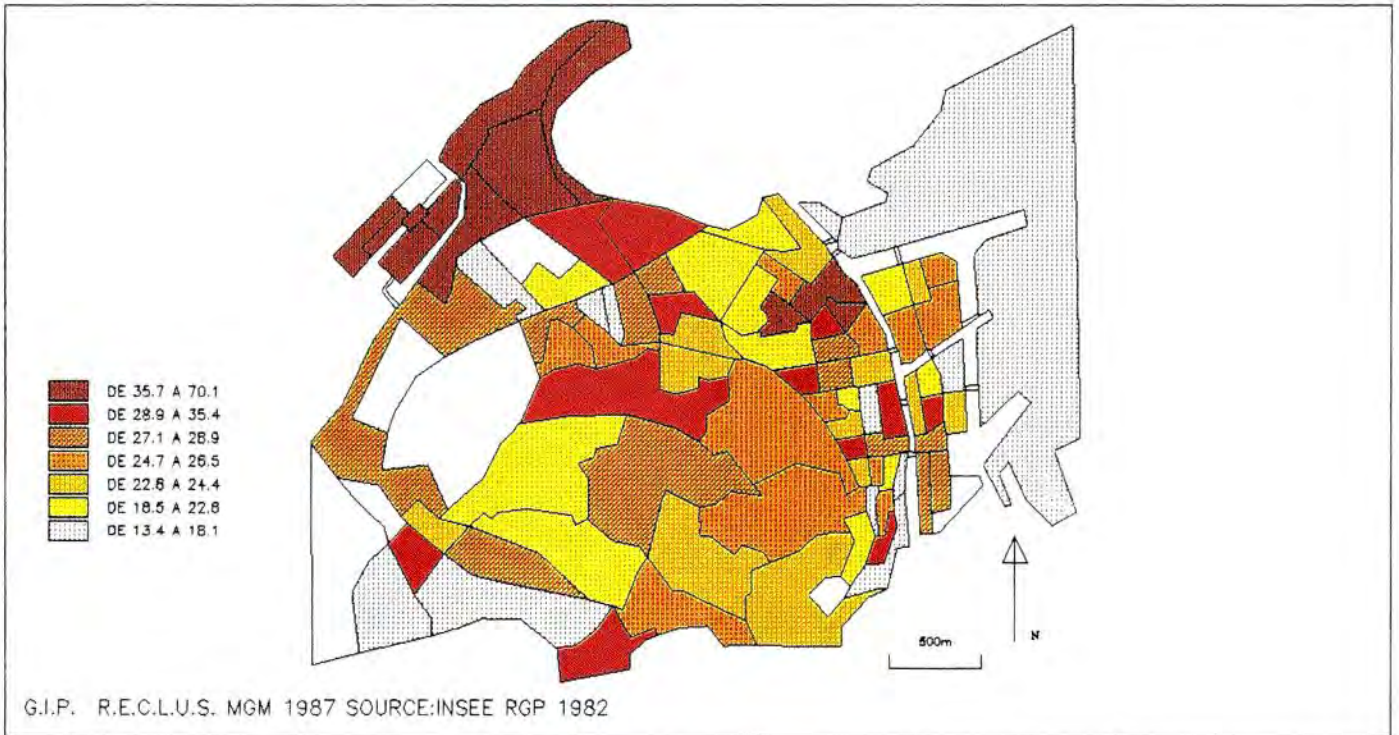 DE 35.7 A 70.1
DE 28.9 A 35.4
DE 27.1 A 28.9
DE 24.7 A 26.5
DE 22.8 A 24.4
DE 18.5 A 22.8
DE 13.4 A 18.1
500m
N
G.I.P. R.E.C.L.U.S. MGM 1987 SOURCE:INSEE RGP 1982